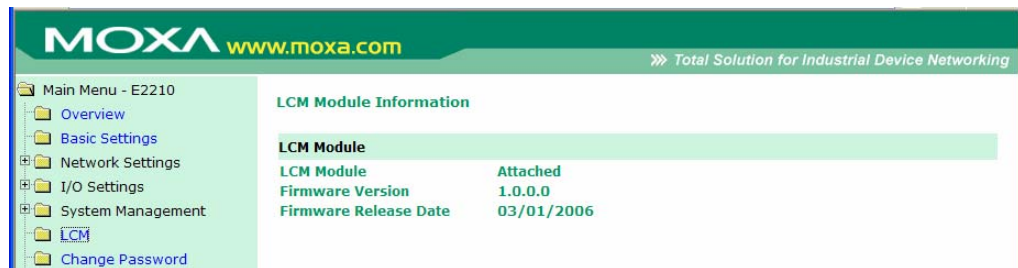 MOXA www.moxa.com
Total Solution for Industrial Device Networking
Main Menu - E2210
Overview
Basic Settings
Network Settings
I/O Settings
System Management
LCM
Change Password
LCM Module Information
LCM Module
LCM Module Attached
Firmware Version 1.0.0.0
Firmware Release Date 03/01/2006